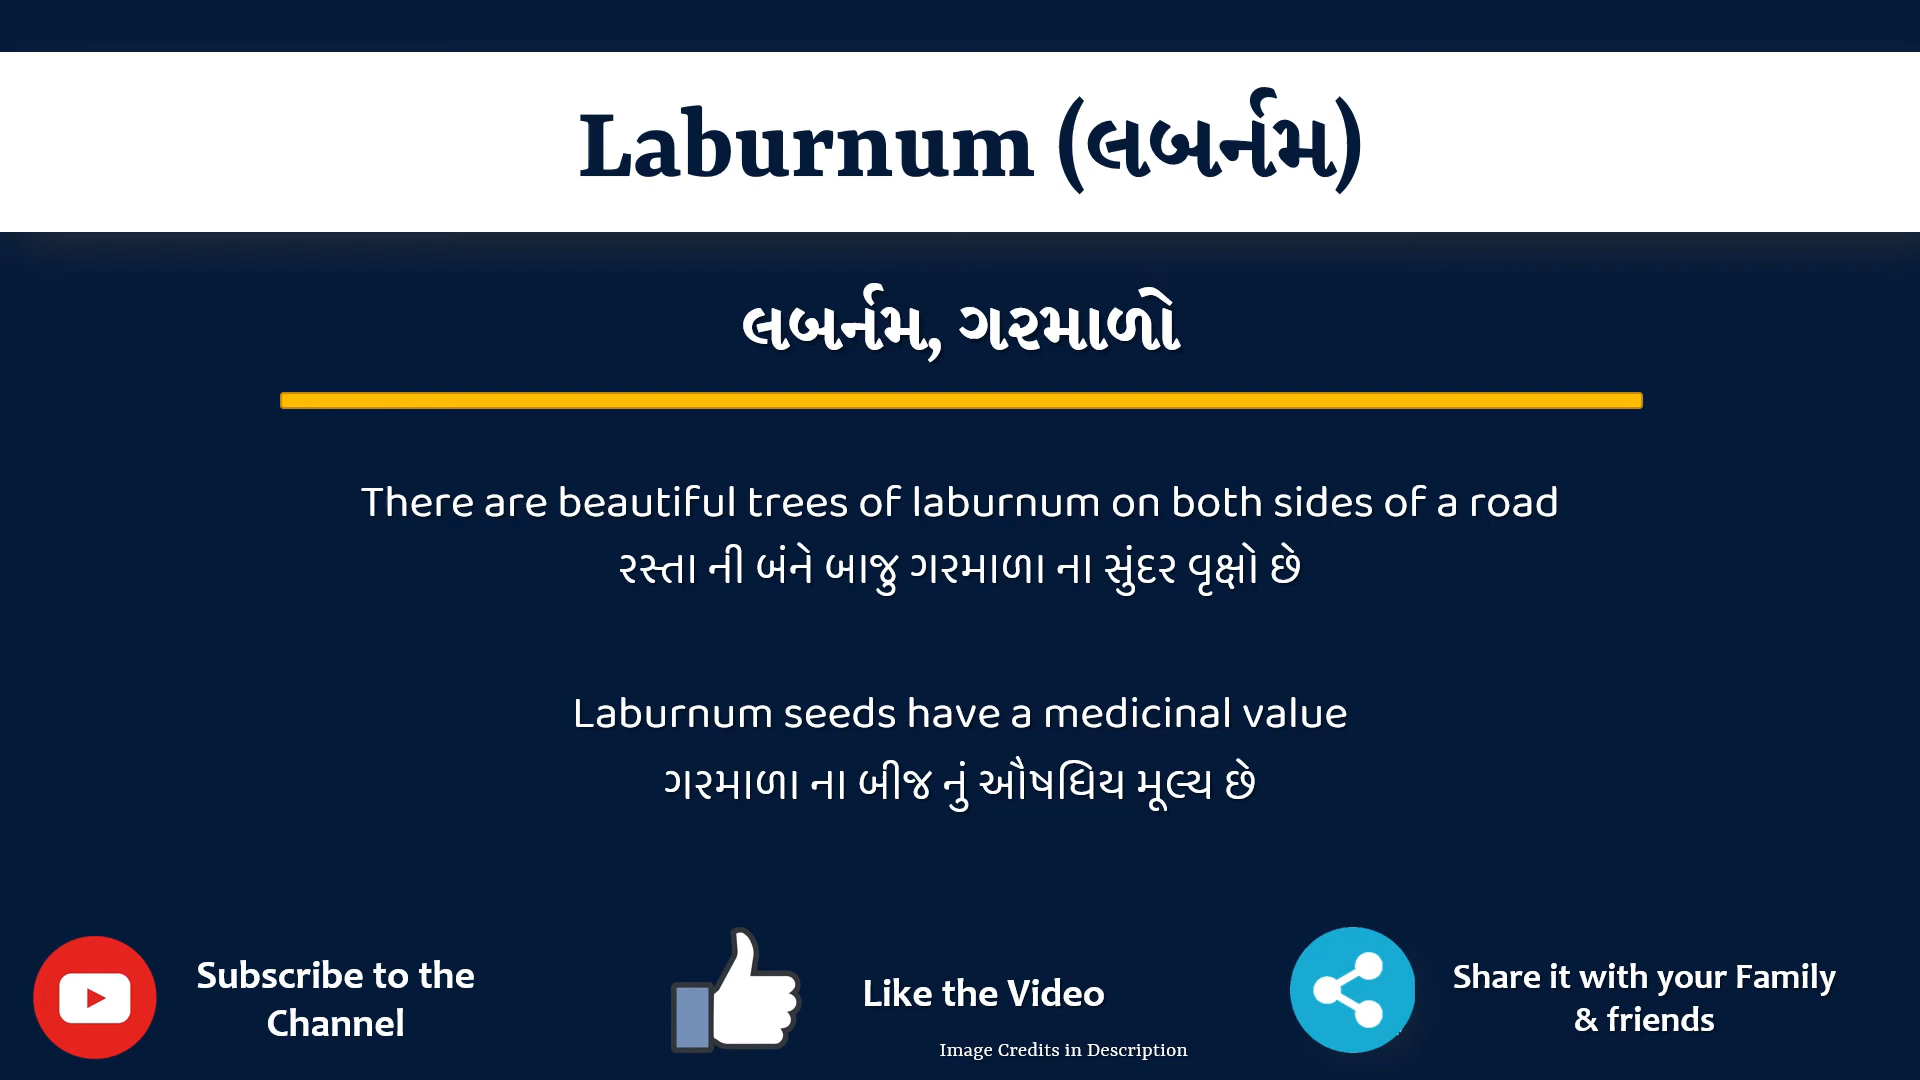 Laburnum (લબર્નમ)
લબર્નમ, ગરમાળો
There are beautiful trees of laburnum on both sides of a road
રસ્તા ની બંને બાજુ ગરમાળા ના સુંદર વૃક્ષો છે
Laburnum seeds have a medicinal value
ગરમાળા ના બીજ નું ઔષધિય મૂલ્ય છે
Subscribe to the
Channel
Like the Video
Share it with your Family
& friends
Image Credits in Description